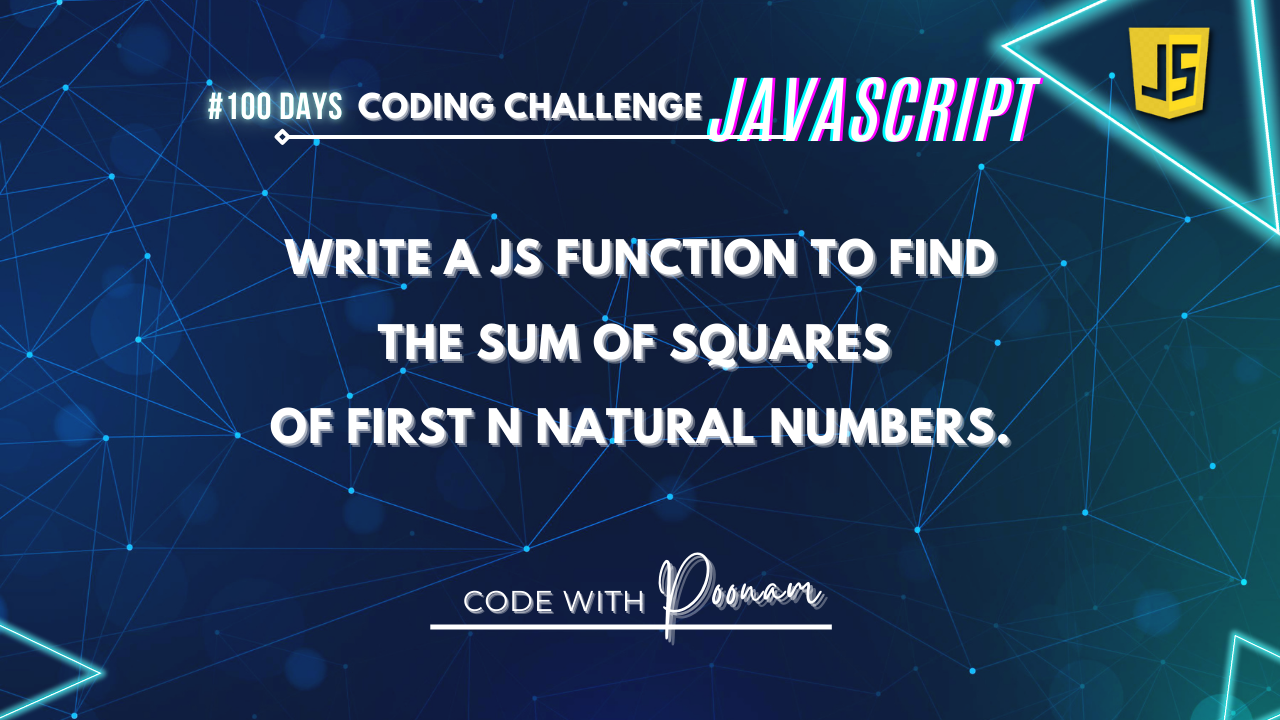 #100 DAYS CODING CHALLENGE JAVASCRIPT
JS
WRITE A JS FUNCTION TO FIND
THE SUM OF SQUARES
OF FIRST N NATURAL NUMBERS.
CODE WITH Poonam